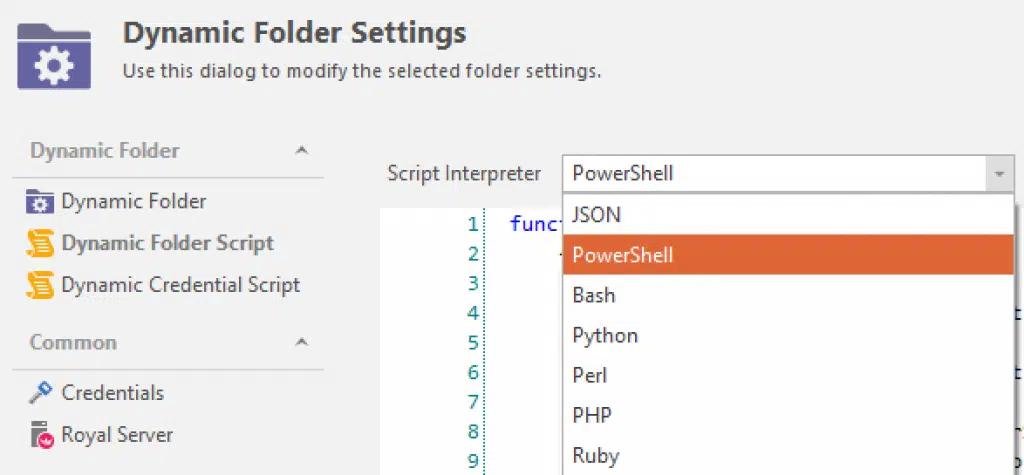 Dynamic Folder Settings
Use this dialog to modify the selected folder settings.
Dynamic Folder
Dynamic Folder
Dynamic Folder Script
Dynamic Credential Script
Common
Credentials
Royal Server
Script Interpreter PowerShell
JSON
PowerShell
Bash
Python
Perl
PHP
Ruby
1 funct
2
3
4
5
6
7
8
9